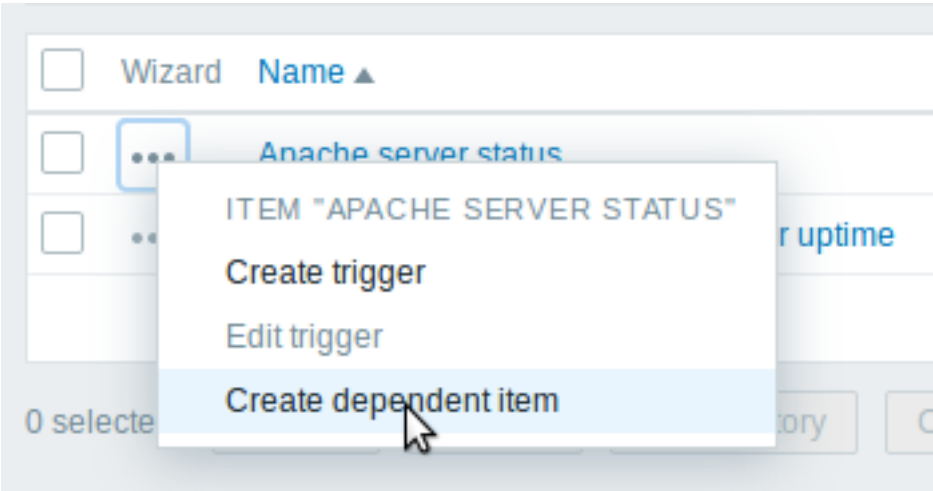 Wizard Name
Apache server status
ITEM "APACHE SERVER STATUS"
r uptime
Create trigger
Edit trigger
Create dependent item
0 selecte
tory